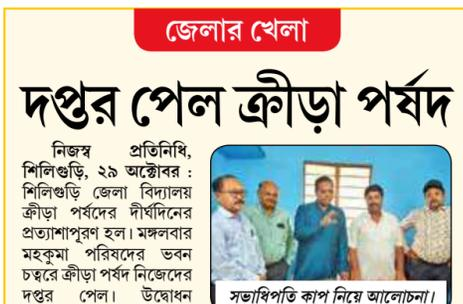 জেলার খেলা
দপ্তর পেল ক্রীড়া পর্ষদ
নিজস্ব প্রতিনিধি,
শিলিগুড়ি, ২৯ অক্টোবর :
শিলিগুড়ি জেলা বিদ্যালয়
ক্রীড়া পর্ষদের দীর্ঘদিনের
প্রত্যাশাপূরণ হল। মঙ্গলবার
মহকুমা পরিষদের ভবন
চত্বরে ক্রীড়া পর্ষদ নিজেদের
দপ্তর পেল। উদ্বোধন
সভাধিপতি কাপ নিয়ে আলোচনা।